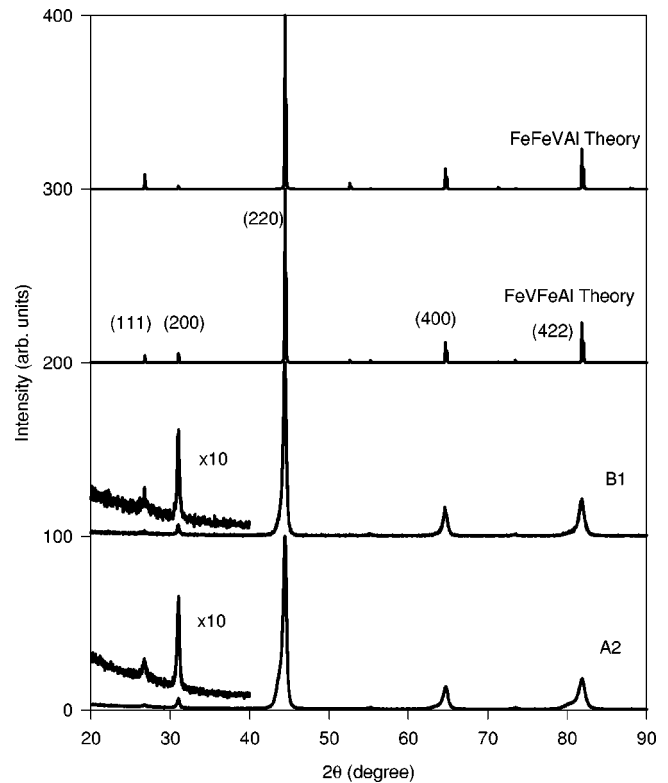 400
FeFeVAl Theory
300
(220)
FeVFeAl Theory
(111) (200) (400) (422)
200
x10
B1
100
x10
A2
0
20 30 40 50 60 70 80 90
2θ (degree)
Intensity (arb. units)